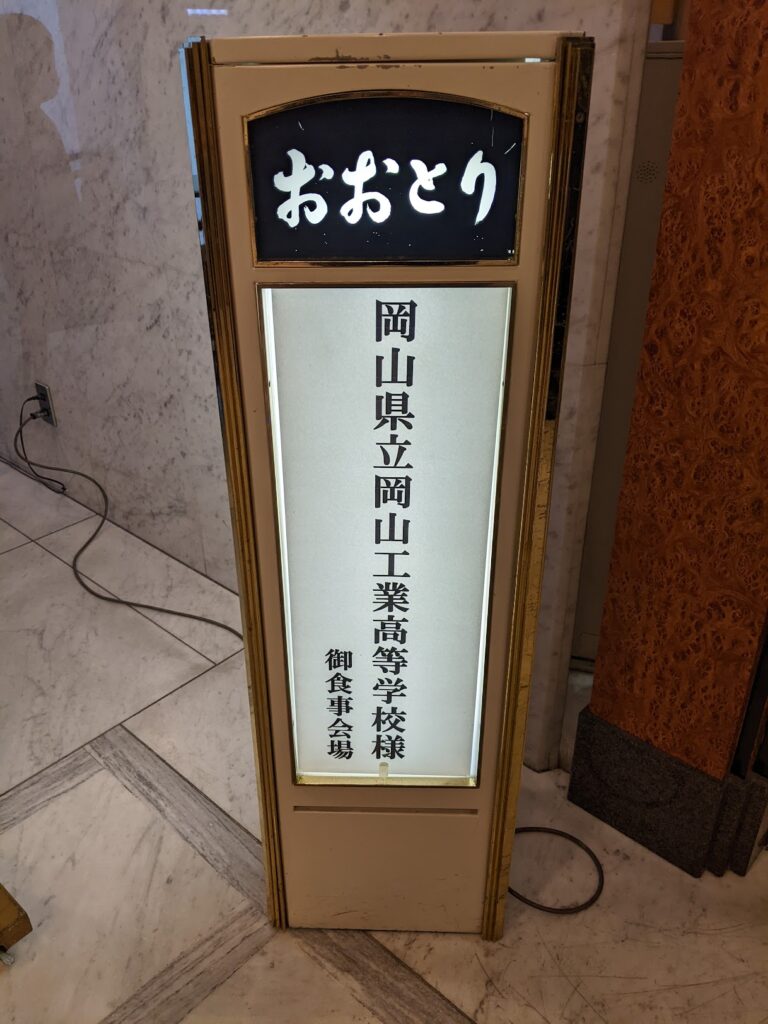 おおとり
岡山県立岡山工業高等学校様
御食事会場